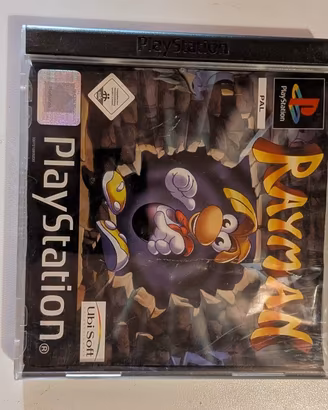 PlayStation
PlayStation
PAL
RAYMAN
PlayStation®
Ubi Soft